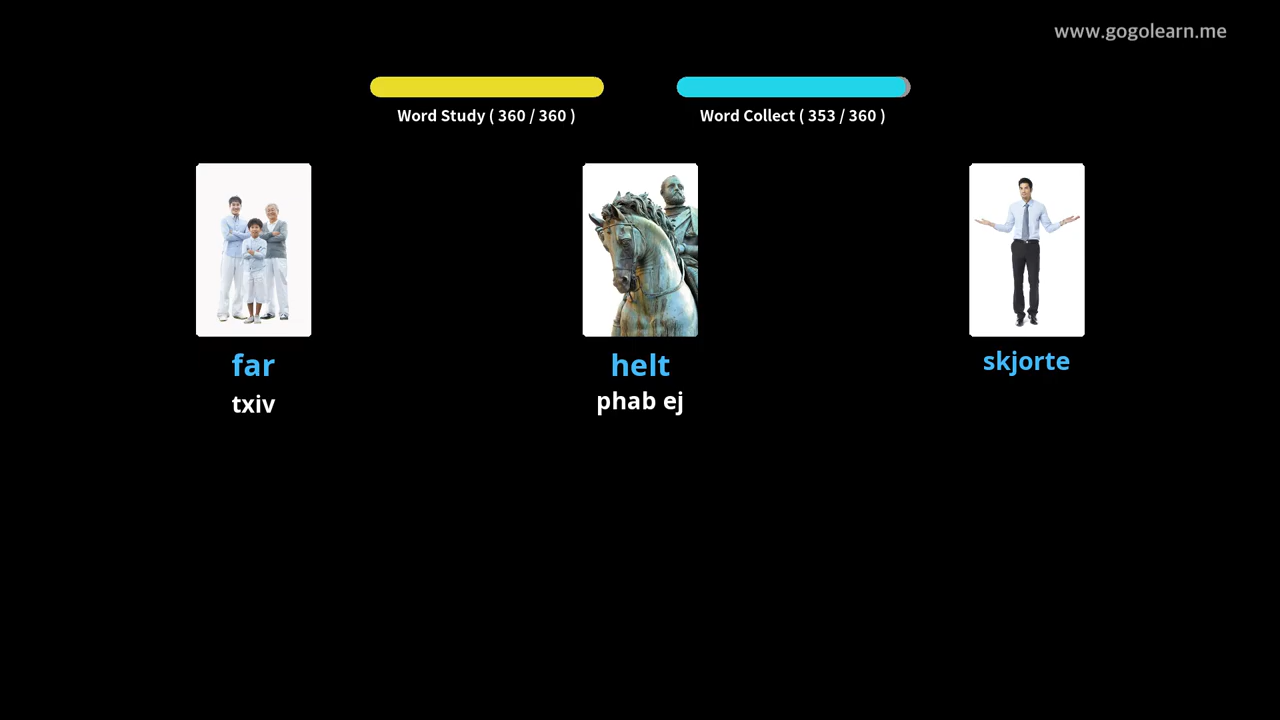 www.gogolearn.me
Word Study ( 360 / 360 )
Word Collect ( 353 / 360 )
far
txiv
helt
phab ej
skjorte